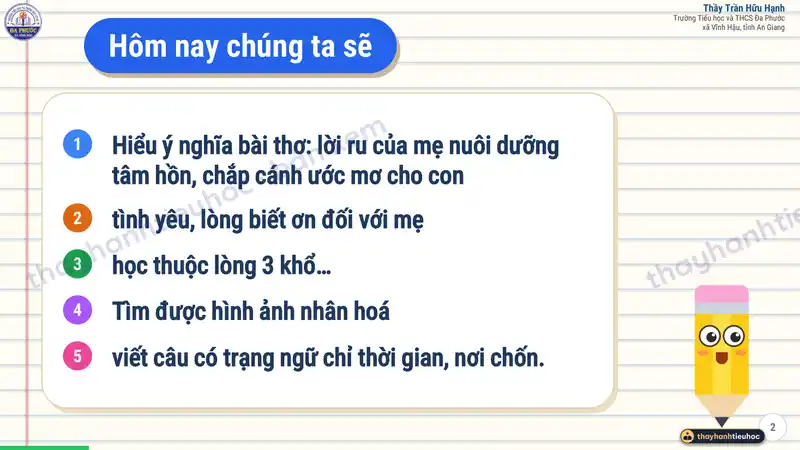 Thầy Trần Hữu Hạnh
Trường Tiểu học và THCS Đa Phước
xã Vĩnh Hậu, tỉnh An Giang
ĐA PHƯỚC
Hôm nay chúng ta sẽ
1 Hiểu ý nghĩa bài thơ: lời ru của mẹ nuôi dưỡng
tâm hồn, chắp cánh ước mơ cho con
2 tình yêu, lòng biết ơn đối với mẹ
3 học thuộc lòng 3 khổ…
4 Tìm được hình ảnh nhân hoá
5 viết câu có trạng ngữ chỉ thời gian, nơi chốn.
2
thayhanhtieuhoc